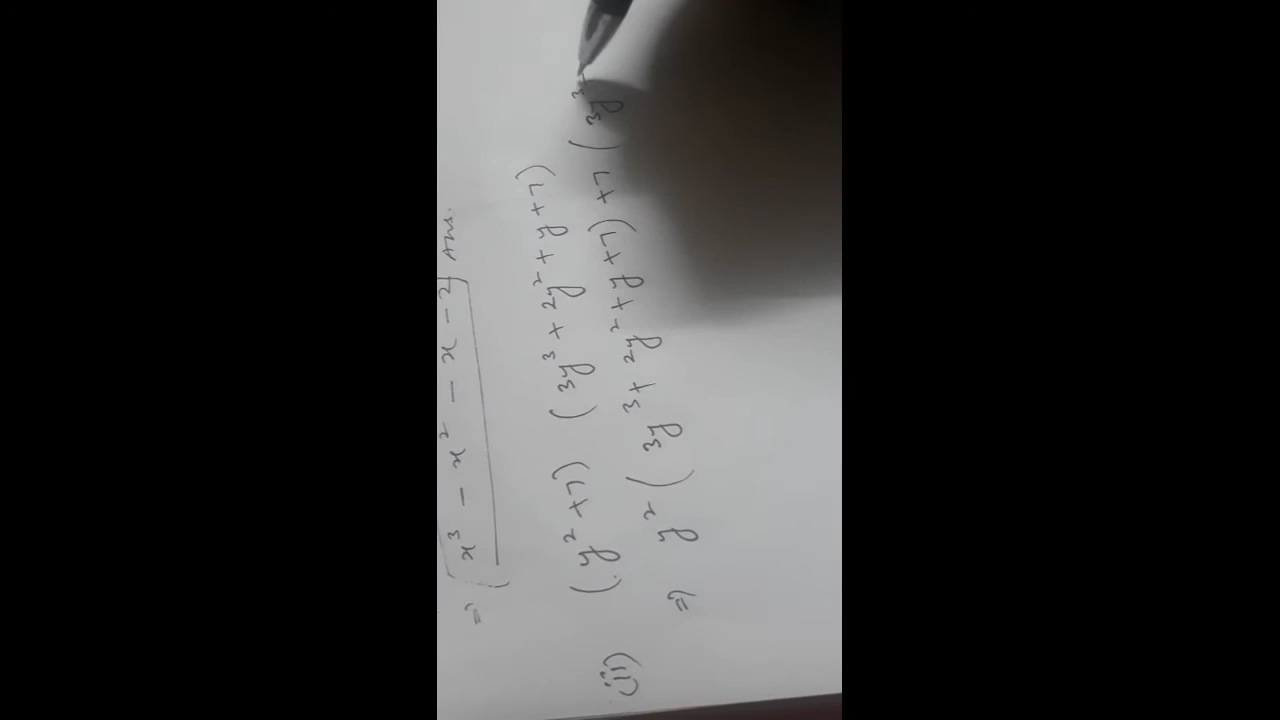 => x³ - x² - x - 2 Ans.
(ii) (y² + 7) (3y³ + 2y² + y + 7)
=> y² (3y³ + 2y² + y + 7) + 7 (3y³